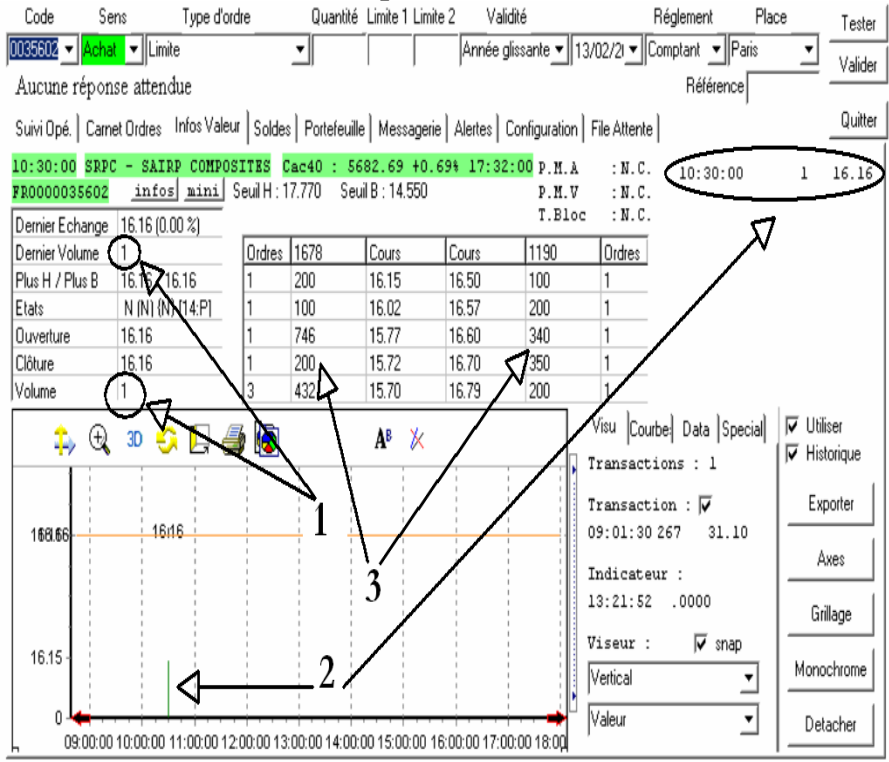 Code Sens Type d'ordre Quantité Limite 1 Limite 2 Validité Réglement Place Tester
0035602 Achat Limite Année glissante 13/02/2 Comptant Paris
Valider
Aucune réponse attendue Référence
Suivi Opé. Carnet Ordres Infos Valeur Soldes Portefeuille Messagerie Alertes Configuration File Attente Quitter
10:30:00 SRPC - SAIRP COMPOSITES Cac40 : 5682.69 +0.69% 17:32:00 P.M.A : N.C. 10:30:00 1 16.16
FR0000035602 infos mini Seuil H : 17.770 Seuil B : 14.550 P.M.V : N.C.
T.Bloc : N.C.
Dernier Echange 16.16 (0.00 %)
Dernier Volume 1 Ordres 1678 Cours Cours 1190 Ordres
Plus H / Plus B 16.16 16.16 1 200 16.15 16.50 100 1
Etats N (N) (N) [14:P] 1 100 16.02 16.57 200 1
Ouverture 16.16 1 746 15.77 16.60 340 1
Clôture 16.16 1 200 15.72 16.70 350 1
Volume 1 3 432 15.70 16.79 200 1
3D A B
Visu Courbe: Data Special Utiliser
Historique
Transactions : 1
1
Transaction : Exporter
09:01:30 267 31.10
16:16
Axes
3
Indicateur :
13:21:52 .0000
Grillage
Viseur : snap
16.15
2
Vertical Monochrome
Valeur Detacher
0
09:00:00 10:00:00 11:00:00 12:00:00 13:00:00 14:00:00 15:00:00 16:00:00 17:00:00 18:00